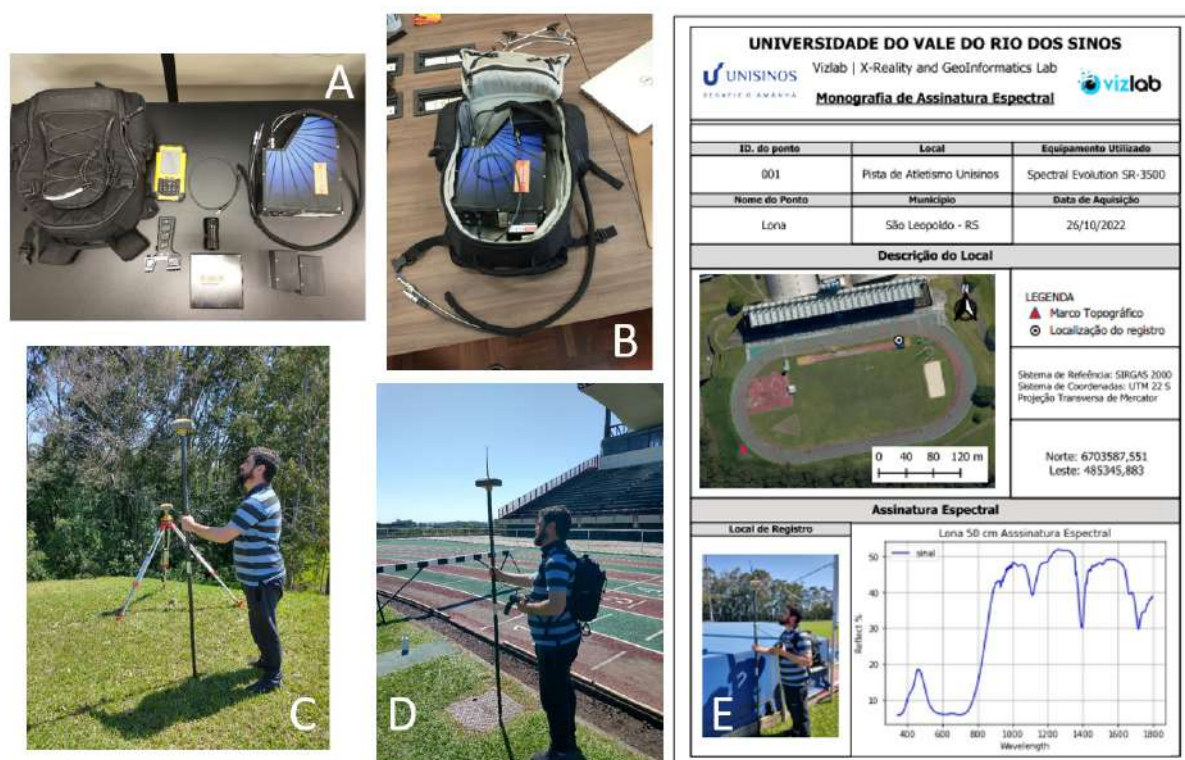 A
B
C
D
E
UNIVERSIDADE DO VALE DO RIO DOS SINOS
UNISINOS
Vizlab | X-Reality and GeoInformatics Lab
Monografia de Assinatura Espectral
vizlab
ID. do ponto
Local
Equipamento Utilizado
001
Pista de Atletismo Unisinos
Spectral Evolution SR-3500
Nome do Ponto
Município
Data de Aquisição
Lona
São Leopoldo - RS
26/10/2022
Descrição do Local
LEGENDA
Marco Topográfico
Localização do registro
Sistema de Refeência: SIRGAS 2000
Sistema de Coordenadas: UTM 22 S
Projeção Transversa de Mercator
0 40 80 120 m
Norte: 6703587,551
Leste: 485345,883
Assinatura Espectral
Local de Registro
Lona 50 cm Asssinatura Espectral
sinal
Reflect %
50
40
30
20
10
400 600 800 1000 1200 1400 1600 1800
Wavelength